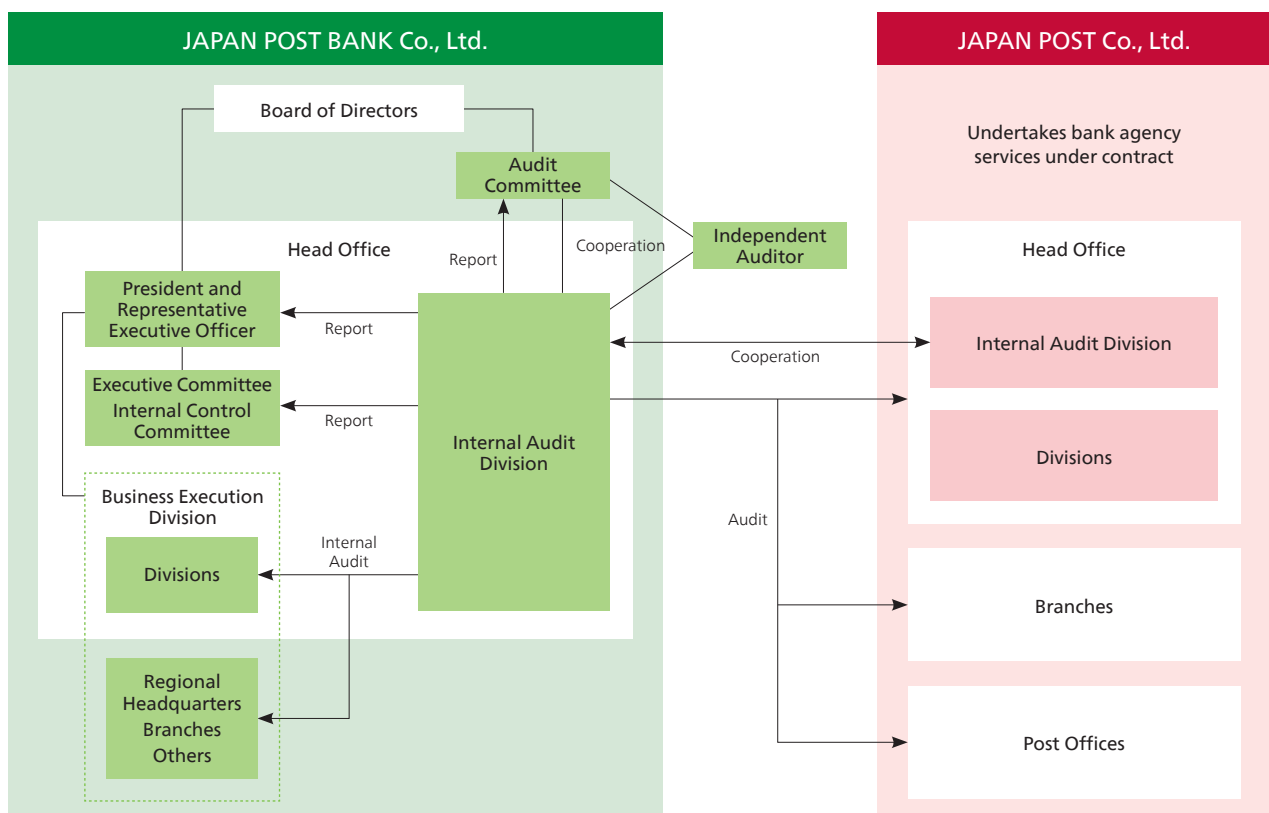 JAPAN POST BANK Co., Ltd.
Board of Directors
Audit
Committee
Independent
Auditor
Head Office
Report
Cooperation
President and
Representative
Executive Officer
Report
Executive Committee
Internal Control
Committee
Report
Internal Audit
Division
Business Execution
Division
Divisions
Internal
Audit
Regional
Headquarters
Branches
Others
Cooperation
Audit
JAPAN POST Co., Ltd.
Undertakes bank agency
services under contract
Head Office
Internal Audit Division
Divisions
Branches
Post Offices